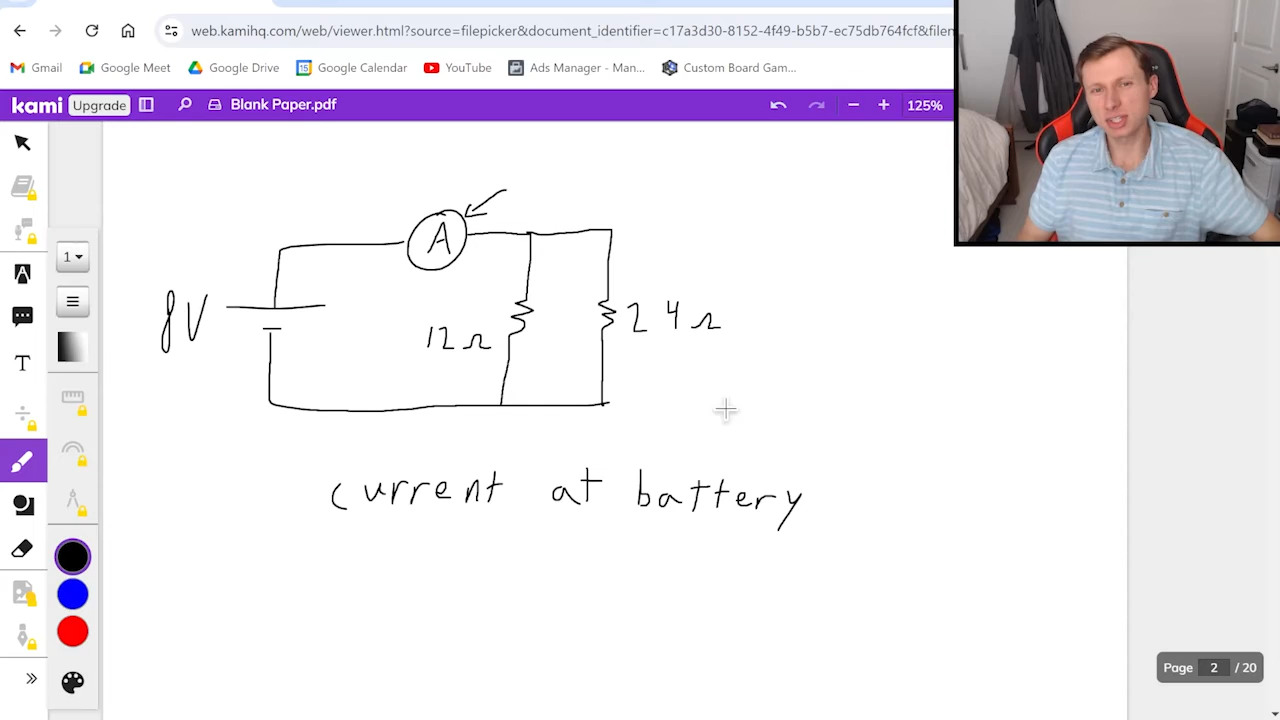 web.kamihq.com/web/viewer.html?source=filepicker&document_identifier=c17a3d30-8152-4f49-b5b7-ec75db764fcf&filen
Gmail Google Meet Google Drive Google Calendar YouTube Ads Manager - Man... Custom Board Gam...
kami Upgrade Blank Paper.pdf 125%
1
A
8V
12Ω
24Ω
current at battery
Page 2 / 20